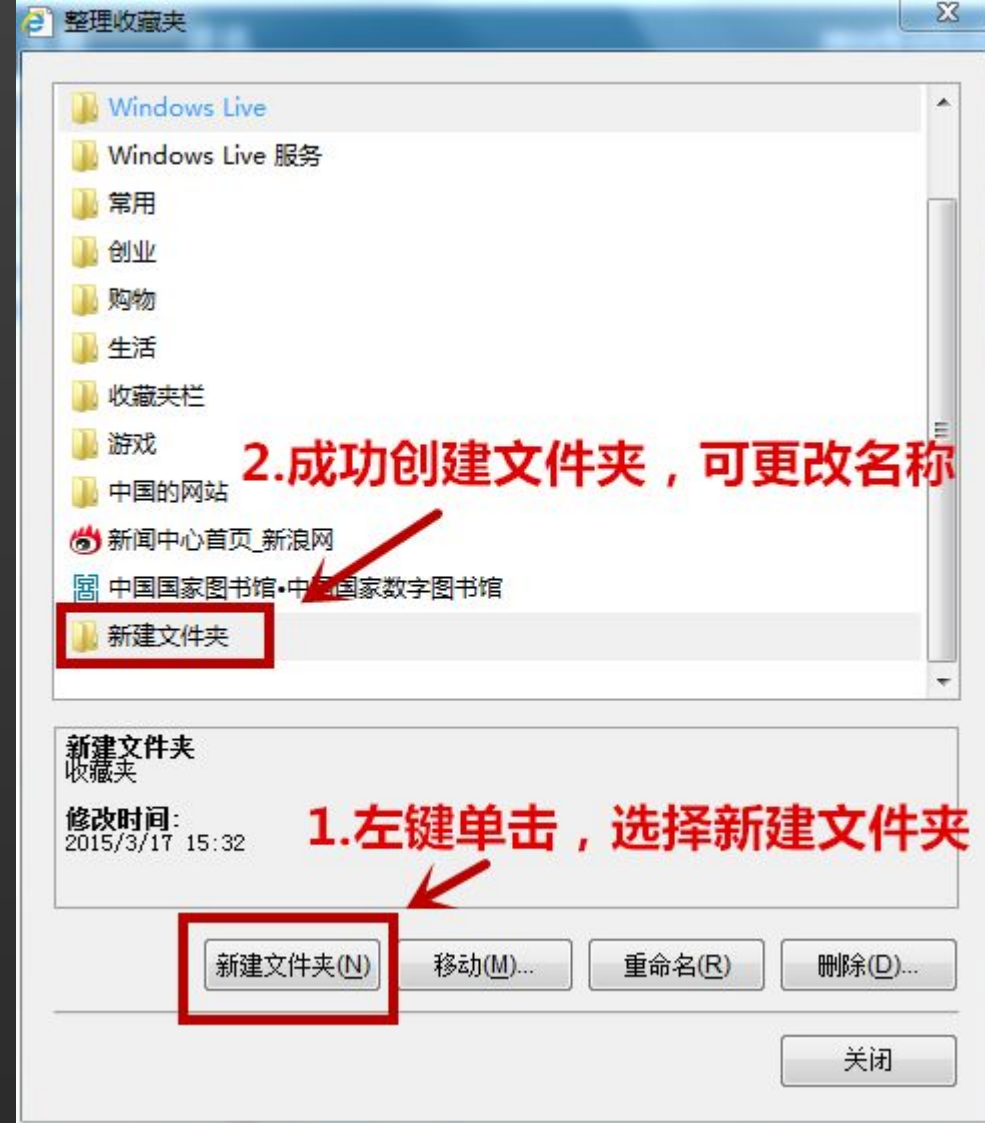 整理收藏夹
Windows Live
Windows Live 服务
常用
创业
购物
生活
收藏夹栏
游戏
2.成功创建文件夹，可更改名称
中国的网站
新闻中心首页_新浪网
中国国家图书馆•中国国家数字图书馆
新建文件夹
新建文件夹
收藏夹
修改时间:
2015/3/17 15:32
1.左键单击，选择新建文件夹
新建文件夹(N) 移动(M)... 重命名(R) 删除(D)...
关闭